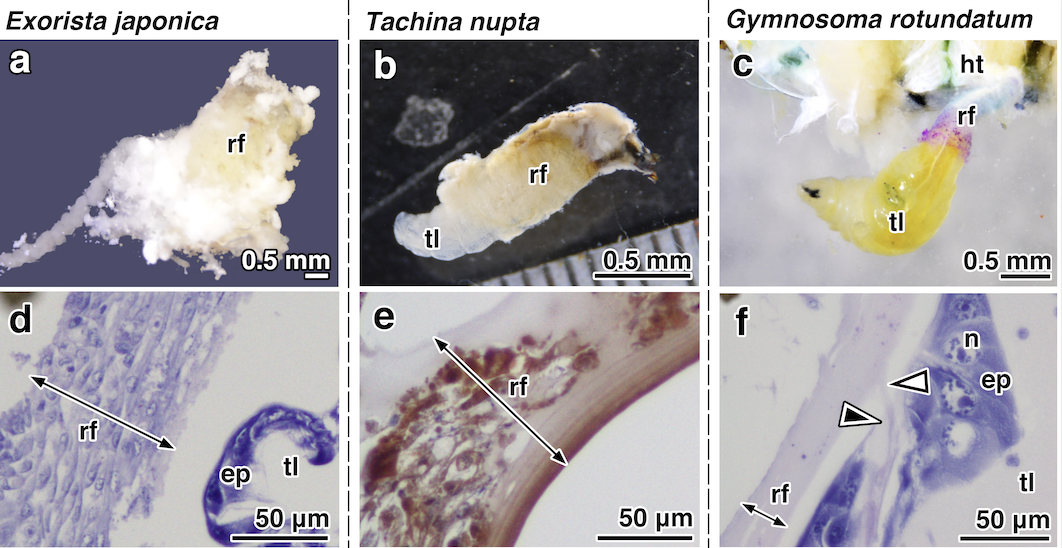 Exorista japonica
Tachina nupta
Gymnosoma rotundatum
a
rf
0.5 mm
b
rf
tl
0.5 mm
c
ht
rf
tl
0.5 mm
d
rf
ep
tl
50 µm
e
rf
50 µm
f
n
ep
rf
tl
50 µm